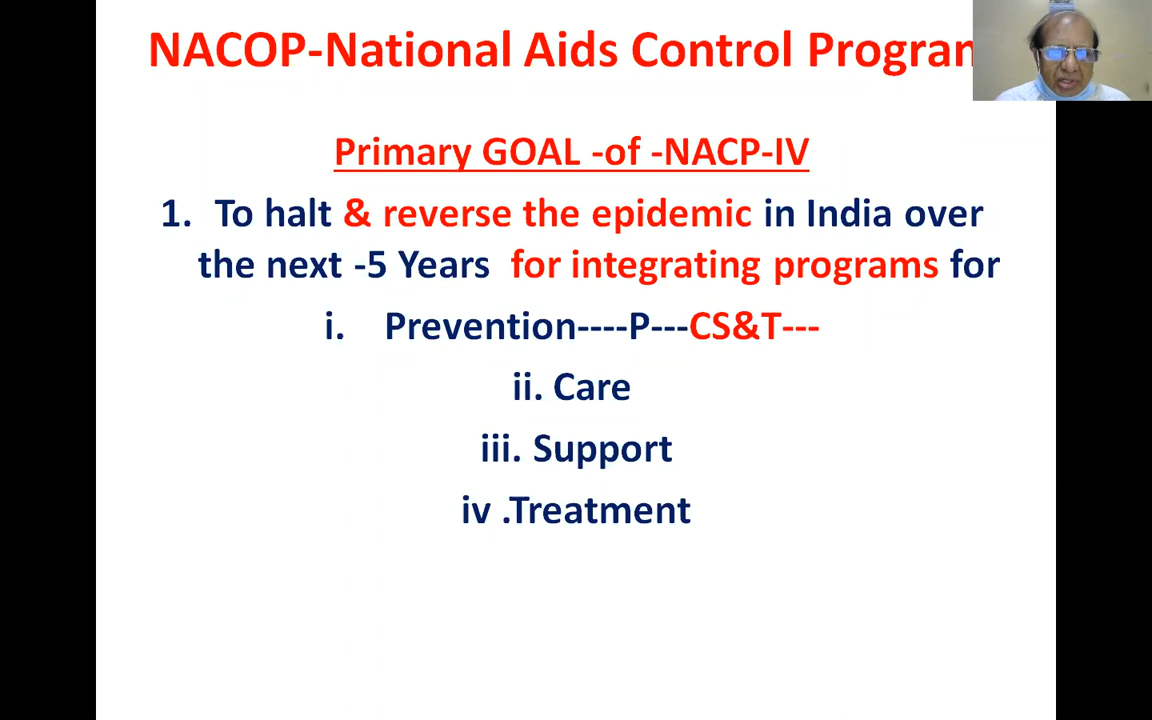 NACOP-National Aids Control Program
Primary GOAL -of -NACP-IV
1. To halt & reverse the epidemic in India over
the next -5 Years for integrating programs for
i. Prevention----P---CS&T---
ii. Care
iii. Support
iv .Treatment